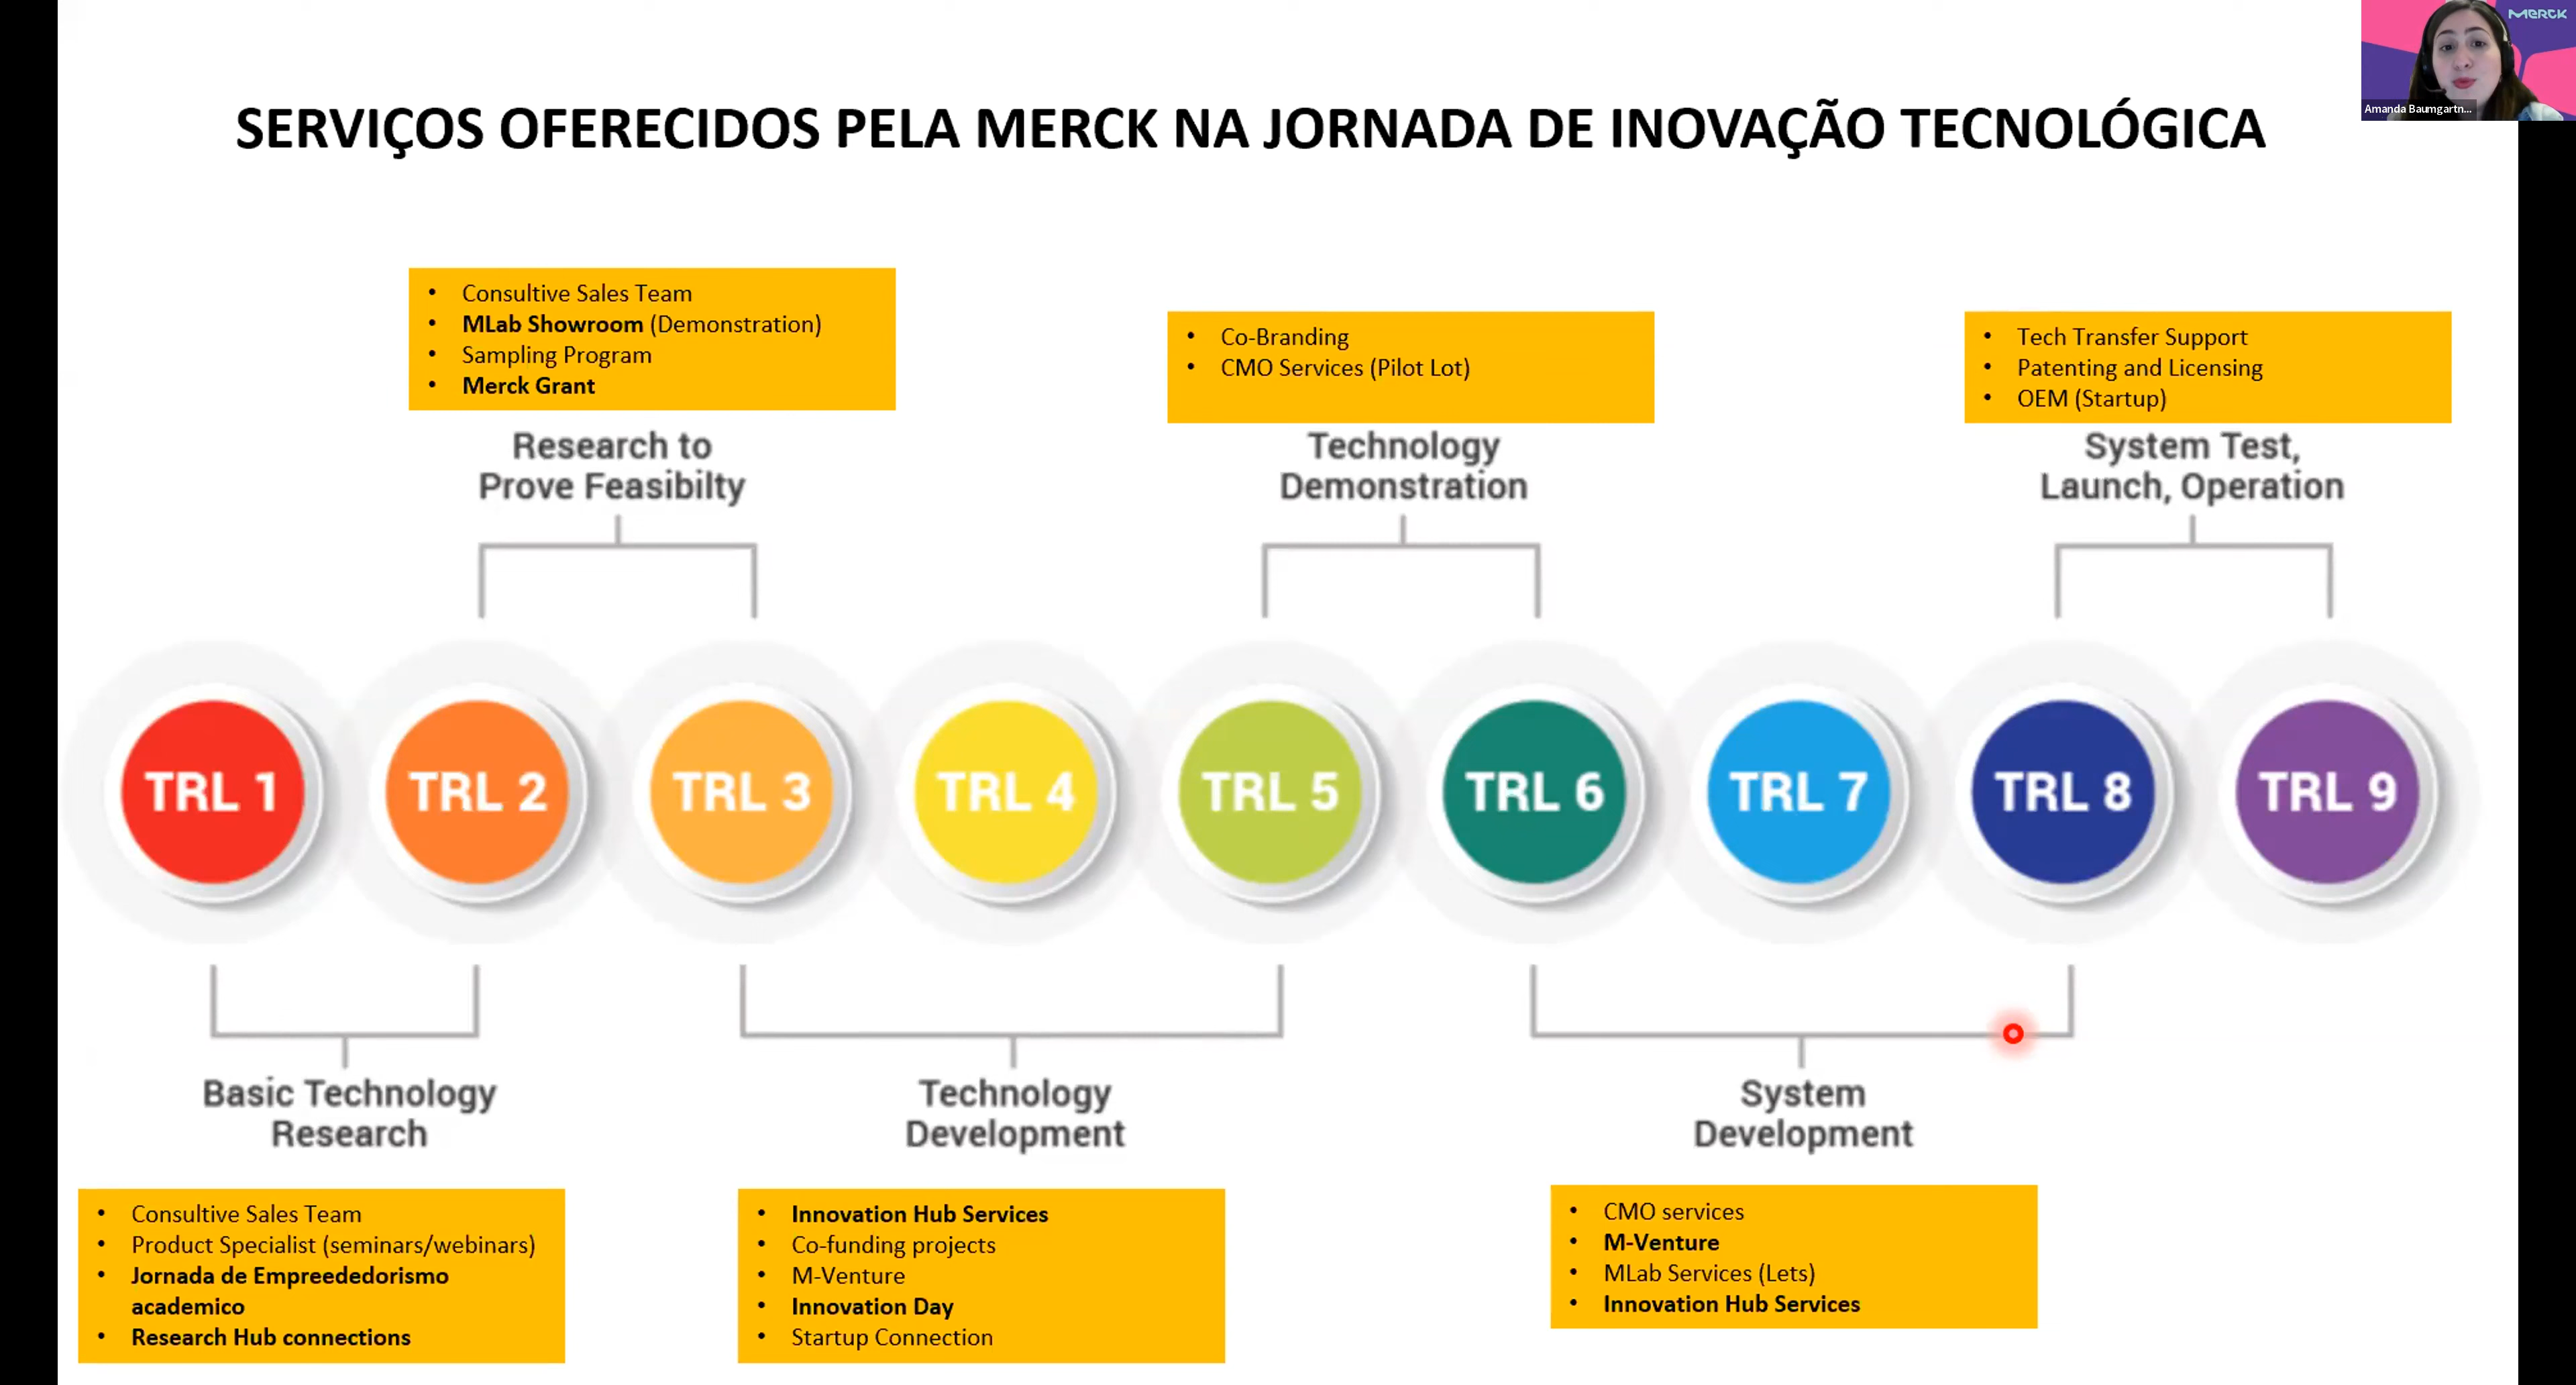 MERCK
Amanda Baumgartn...
SERVIÇOS OFERECIDOS PELA MERCK NA JORNADA DE INOVAÇÃO TECNOLÓGICA
• Consultive Sales Team
• MLab Showroom (Demonstration)
• Sampling Program
• Merck Grant
Research to
Prove Feasibilty
• Co-Branding
• CMO Services (Pilot Lot)
Technology
Demonstration
• Tech Transfer Support
• Patenting and Licensing
• OEM (Startup)
System Test,
Launch, Operation
TRL 1
TRL 2
TRL 3
TRL 4
TRL 5
TRL 6
TRL 7
TRL 8
TRL 9
Basic Technology
Research
• Consultive Sales Team
• Product Specialist (seminars/webinars)
• Jornada de Empreededorismo
academico
• Research Hub connections
Technology
Development
• Innovation Hub Services
• Co-funding projects
• M-Venture
• Innovation Day
• Startup Connection
System
Development
• CMO services
• M-Venture
• MLab Services (Lets)
• Innovation Hub Services